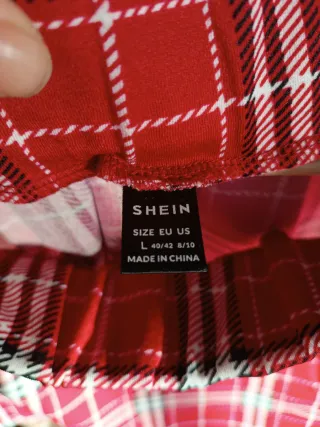 SHEIN
SIZE EU US
L 40/42 8/10
MADE IN CHINA